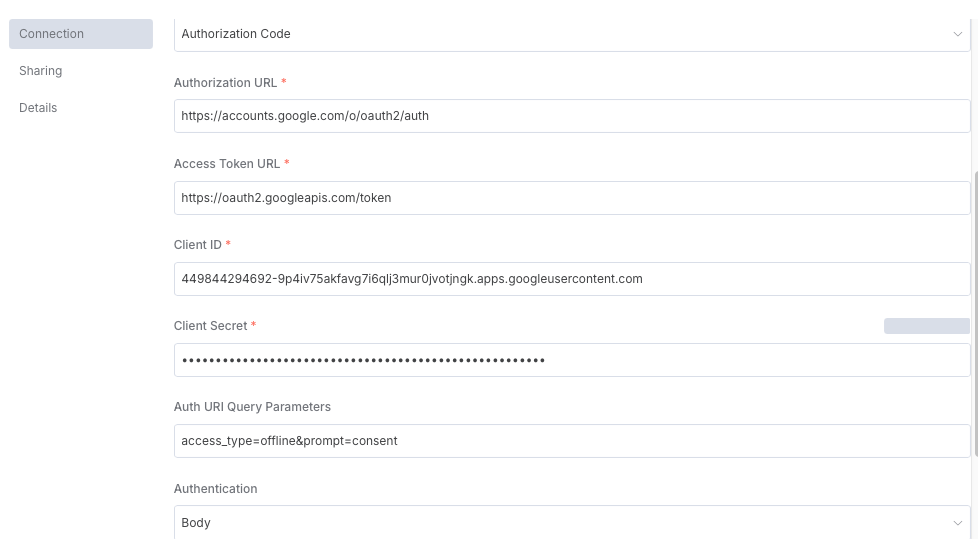 Connection
Sharing
Details
Authorization Code
Authorization URL *
https://accounts.google.com/o/oauth2/auth
Access Token URL *
https://oauth2.googleapis.com/token
Client ID *
449844294692-9p4iv75akfavg7i6qlj3mur0jvotjngk.apps.googleusercontent.com
Client Secret *
••••••••••••••••••••••••••••••••••••••••••••••••••••
Auth URI Query Parameters
access_type=offline&prompt=consent
Authentication
Body